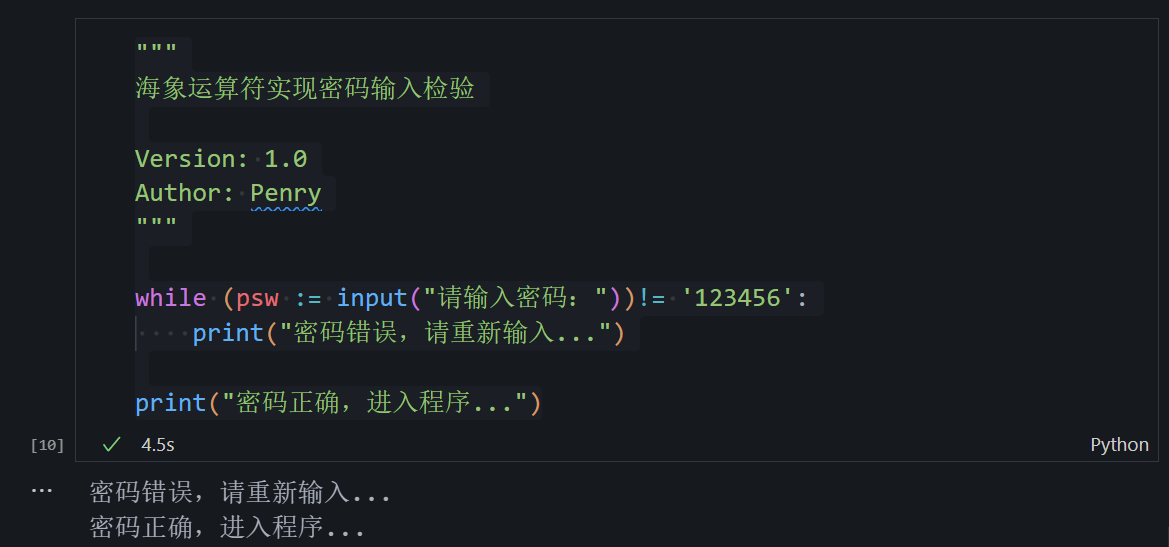 """
海象运算符实现密码输入检验
Version: 1.0
Author: Penry
"""
while (psw := input("请输入密码："))!= '123456':
print("密码错误，请重新输入...")
print("密码正确，进入程序...")
[10] ✓ 4.5s Python
... 密码错误，请重新输入...
密码正确，进入程序...